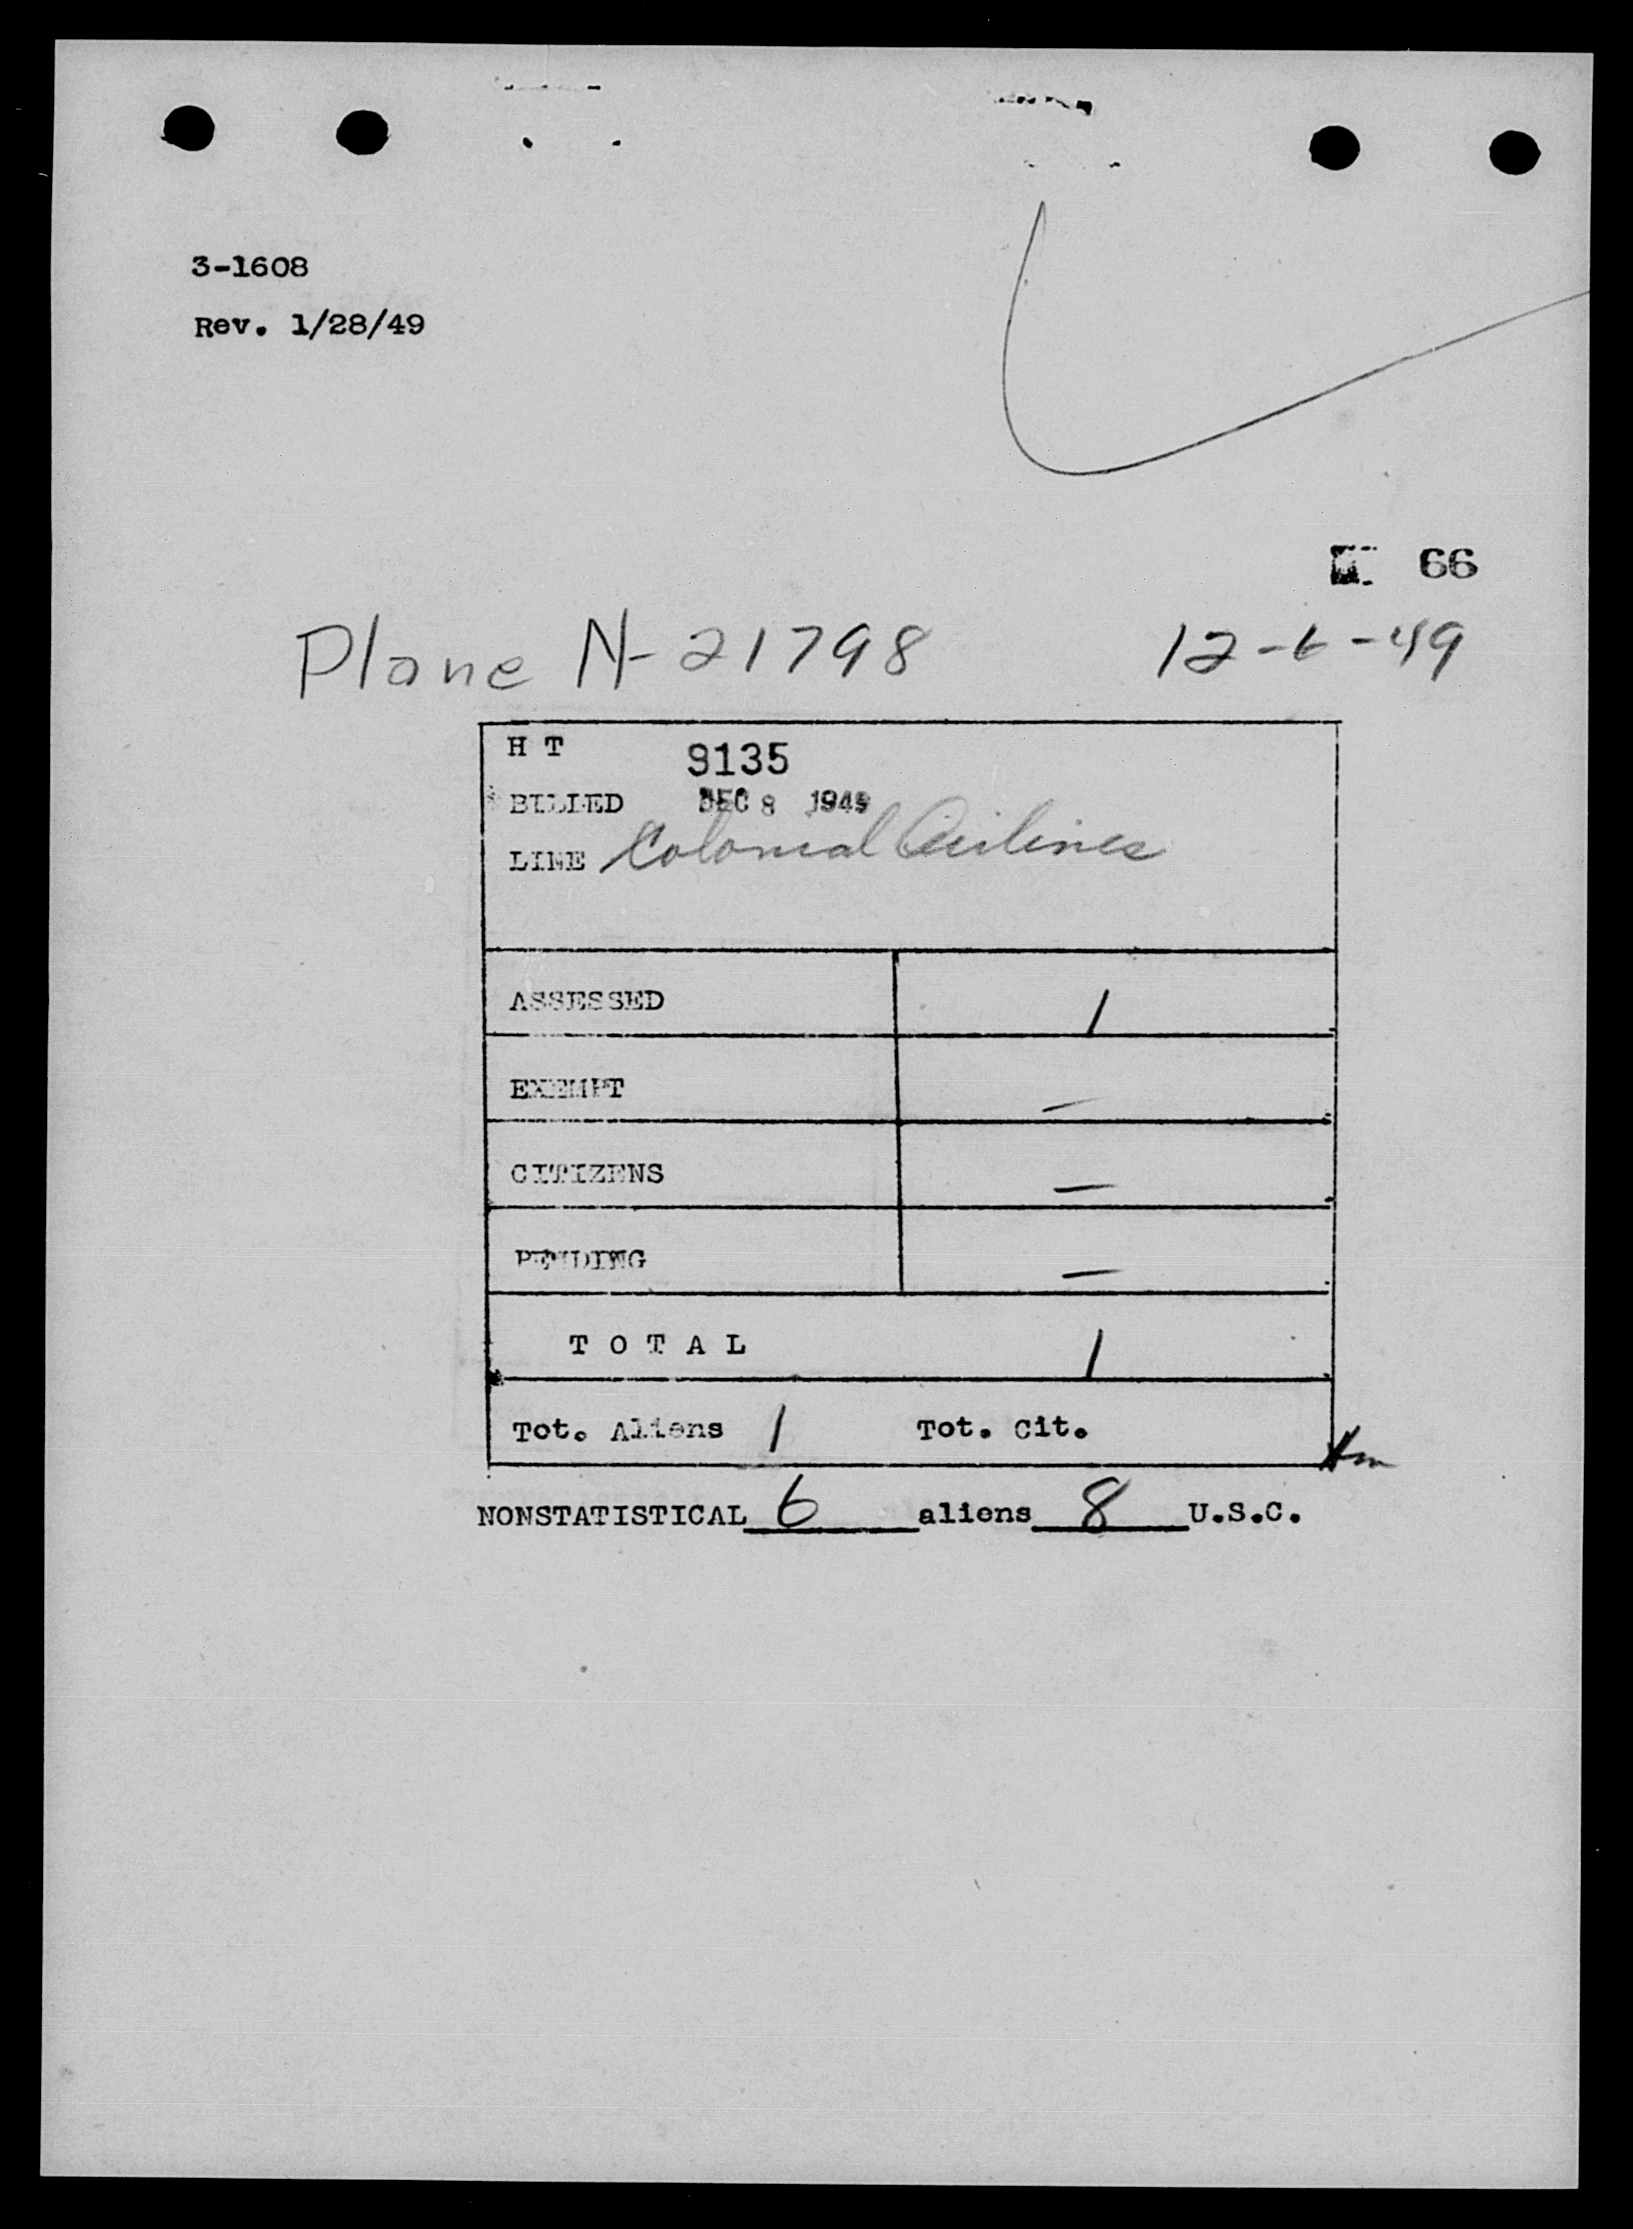 3-1608
Rev. 1/28/49
66
Plane N-21798 12-6-49
H T 9135
BILLED DEC 8 1949
LINE Colonial Airlines
ASSESSED 1
EXEMPT –
CITIZENS –
PENDING –
T O T A L 1
Tot. Aliens 1 Tot. Cit.
NONSTATISTICAL 6 aliens 8 U.S.C.